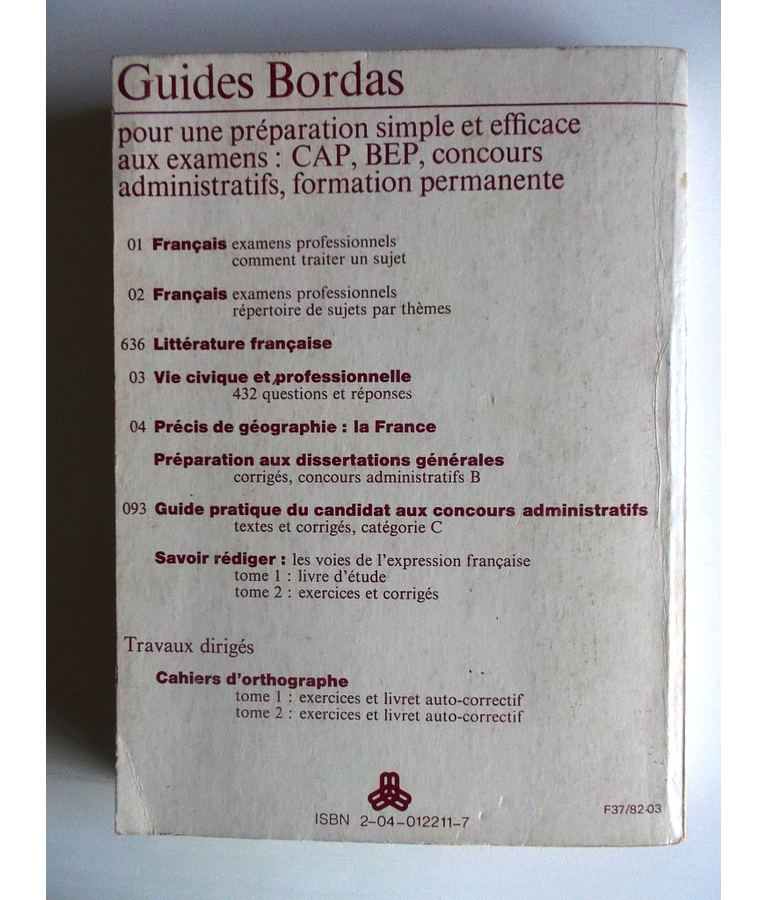 Guides Bordas
pour une préparation simple et efficace
aux examens : CAP, BEP, concours
administratifs, formation permanente
01 Français examens professionnels
comment traiter un sujet
02 Français examens professionnels
répertoire de sujets par thèmes
636 Littérature française
03 Vie civique et professionnelle
432 questions et réponses
04 Précis de géographie : la France
Préparation aux dissertations générales
corrigés, concours administratifs B
093 Guide pratique du candidat aux concours administratifs
textes et corrigés, catégorie C
Savoir rédiger : les voies de l'expression française
tome 1 : livre d'étude
tome 2 : exercices et corrigés
Travaux dirigés
Cahiers d'orthographe
tome 1 : exercices et livret auto-correctif
tome 2 : exercices et livret auto-correctif
ISBN 2-04-012211-7
F37/82-03